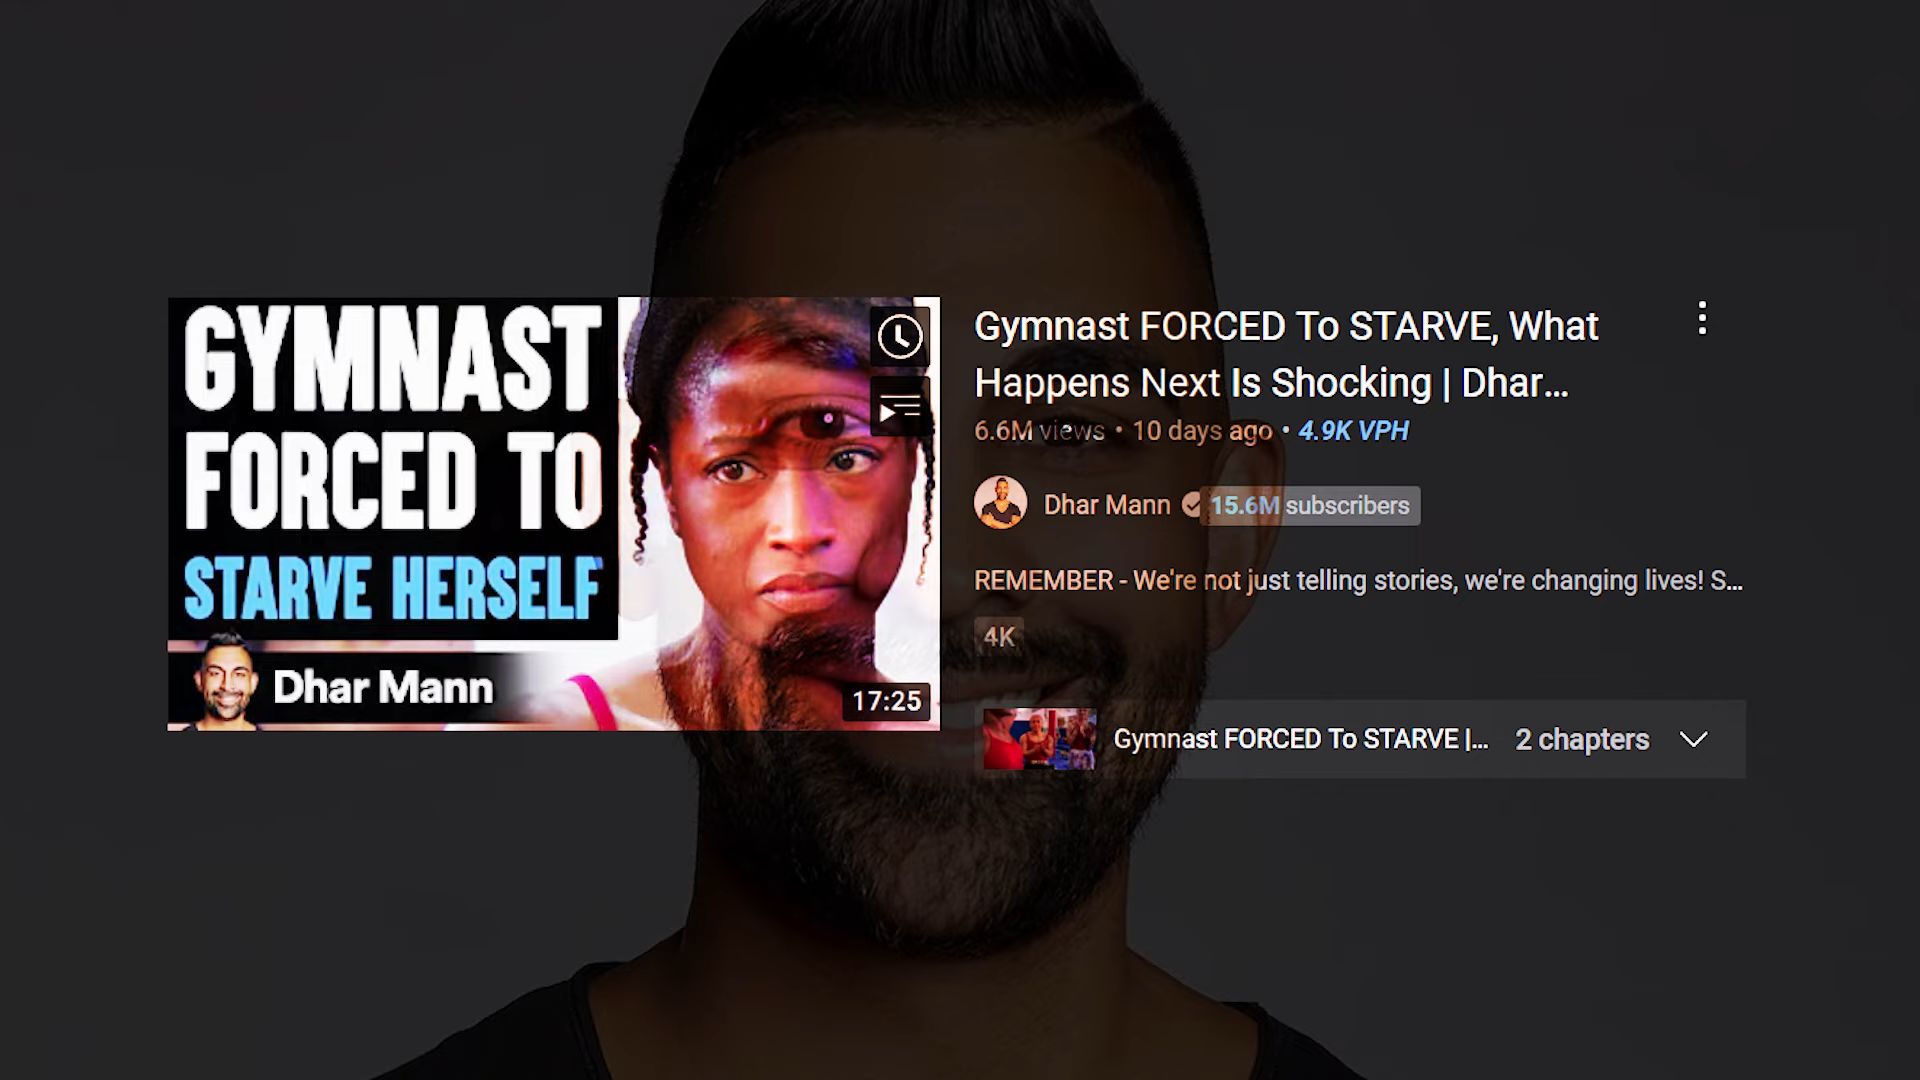 GYMNAST
FORCED TO
STARVE HERSELF
Dhar Mann
17:25
Gymnast FORCED To STARVE, What
Happens Next Is Shocking | Dhar...
6.6M views • 10 days ago • 4.9K VPH
Dhar Mann 15.6M subscribers
REMEMBER - We're not just telling stories, we're changing lives! S...
4K
Gymnast FORCED To STARVE |... 2 chapters